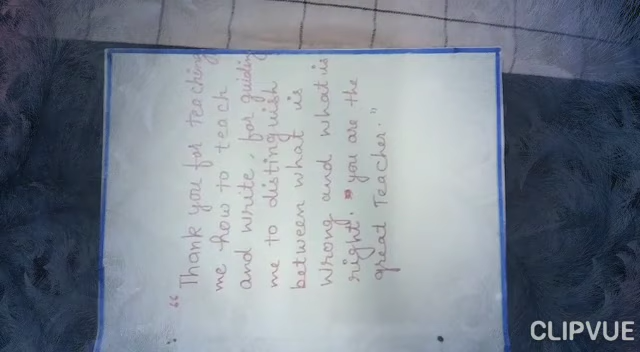 "Thank you for teaching
me how to teach
and write, for guiding
me to distinguish
between what is
wrong and what is
right. you are the
great Teacher."
CLIPVUE